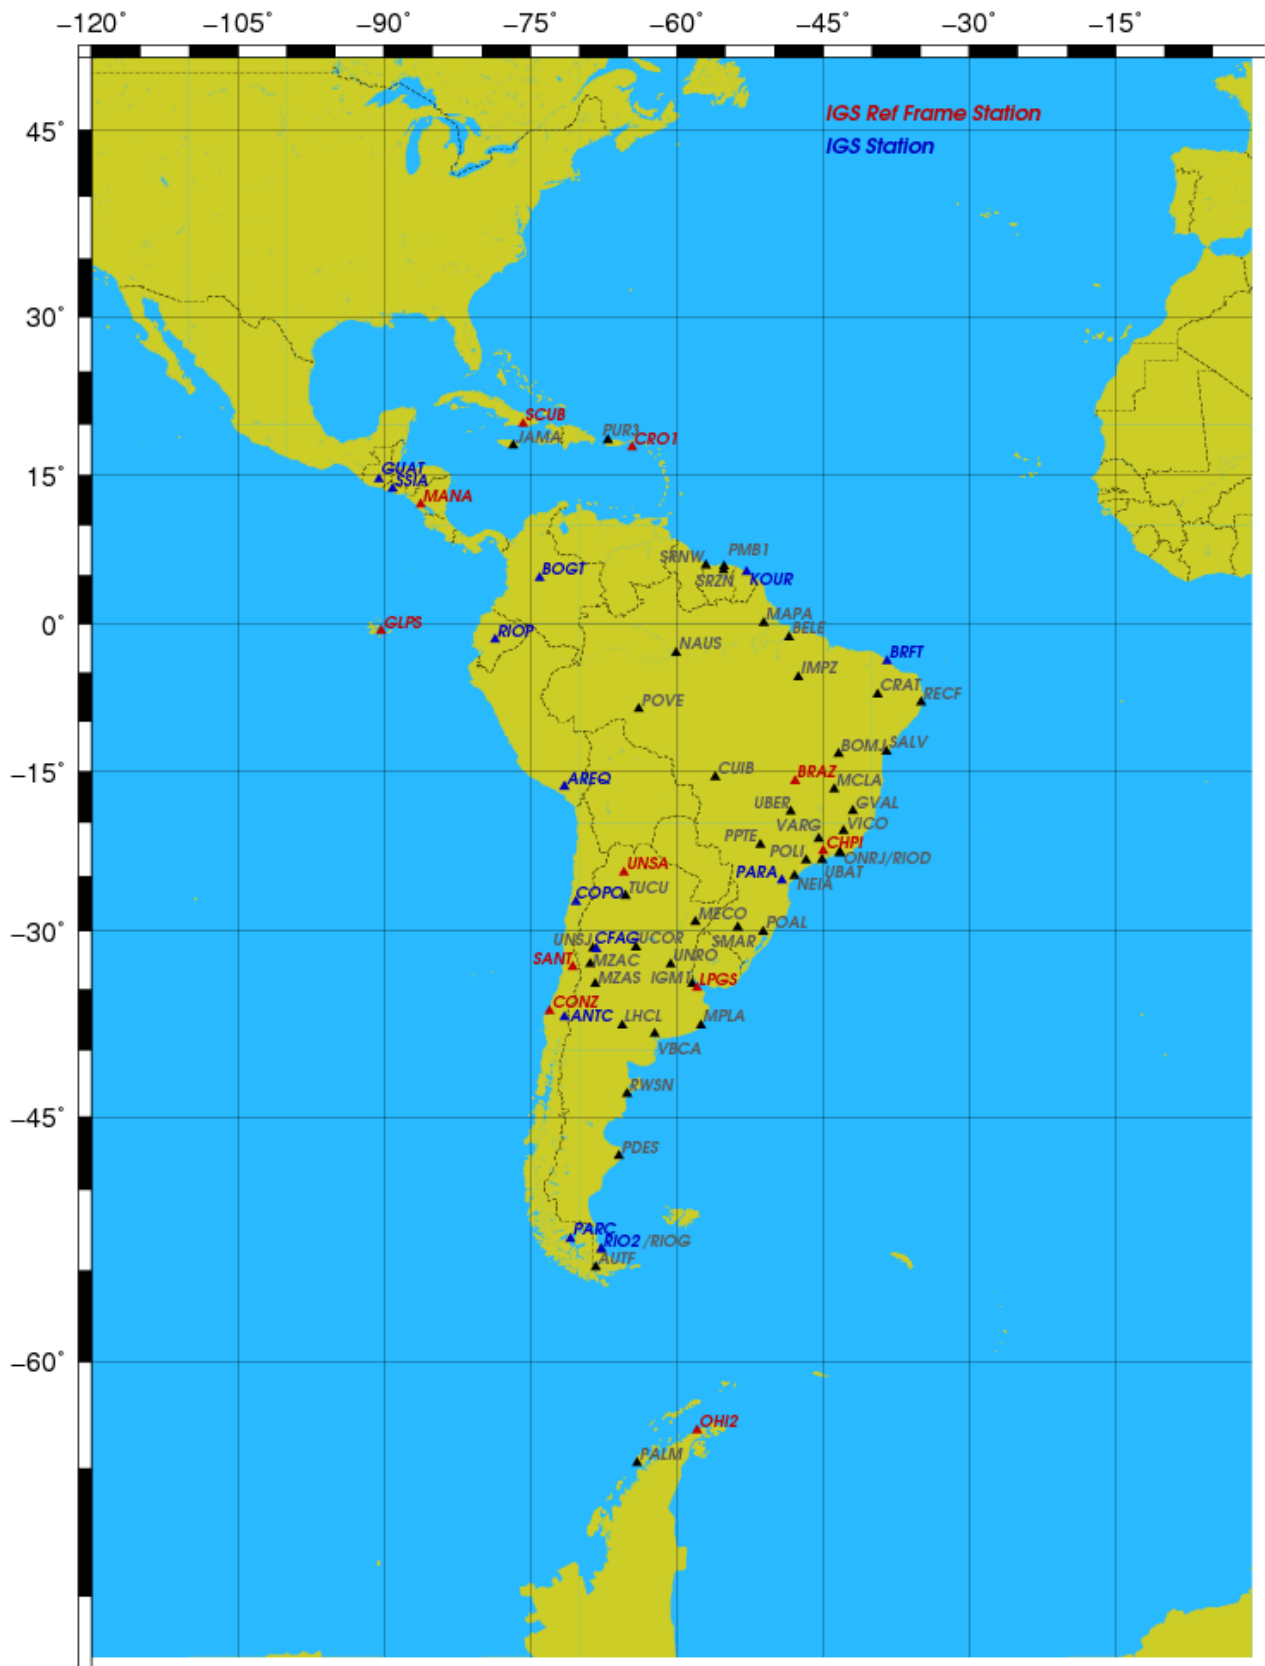 −120° −105° −90° −75° −60° −45° −30° −15°
IGS Ref Frame Station
45°
IGS Station
30°
SCUB
PUR3
JAMA
CRO1
GUAT
15°
SSIA
MANA
SRNW
PMB1
BOGT
SRZN
KOUR
MAPA
GLPS
0°
RIOP
BELE
NAUS
BRFT
IMPZ
CRAT
RECF
POVE
BOMJ
SALV
−15°
AREQ
CUIB
BRAZ
MCLA
UBER
GVAL
VARG
VICO
PPTE
CHPI
POLI
ONRJ/RIOD
UNSA
PARA
UBAT
NEIA
COPO
TUCU
MECO
POAL
−30°
UNSJ
CFAG
UCOR
SMAR
SANT
MZAC
UNRO
MZAS
IGM1
LPGS
CONZ
ANTC
LHCL
MPLA
VBCA
RWSN
−45°
PDES
PARC
RIO2 /RIOG
AUTF
−60°
OHI2
PALM